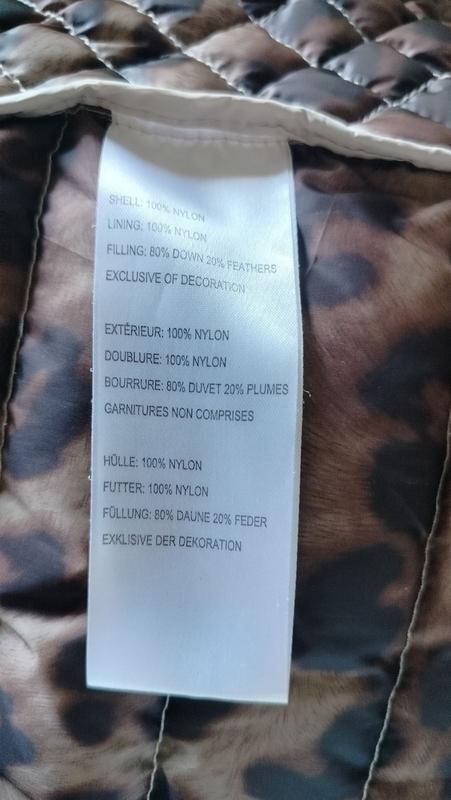 SHELL: 100% NYLON
LINING: 100% NYLON
FILLING: 80% DOWN 20% FEATHERS
EXCLUSIVE OF DECORATION
EXTÉRIEUR: 100% NYLON
DOUBLURE: 100% NYLON
BOURRURE: 80% DUVET 20% PLUMES
GARNITURES NON COMPRISES
HÜLLE: 100% NYLON
FUTTER: 100% NYLON
FÜLLUNG: 80% DAUNE 20% FEDER
EXKLISIVE DER DEKORATION